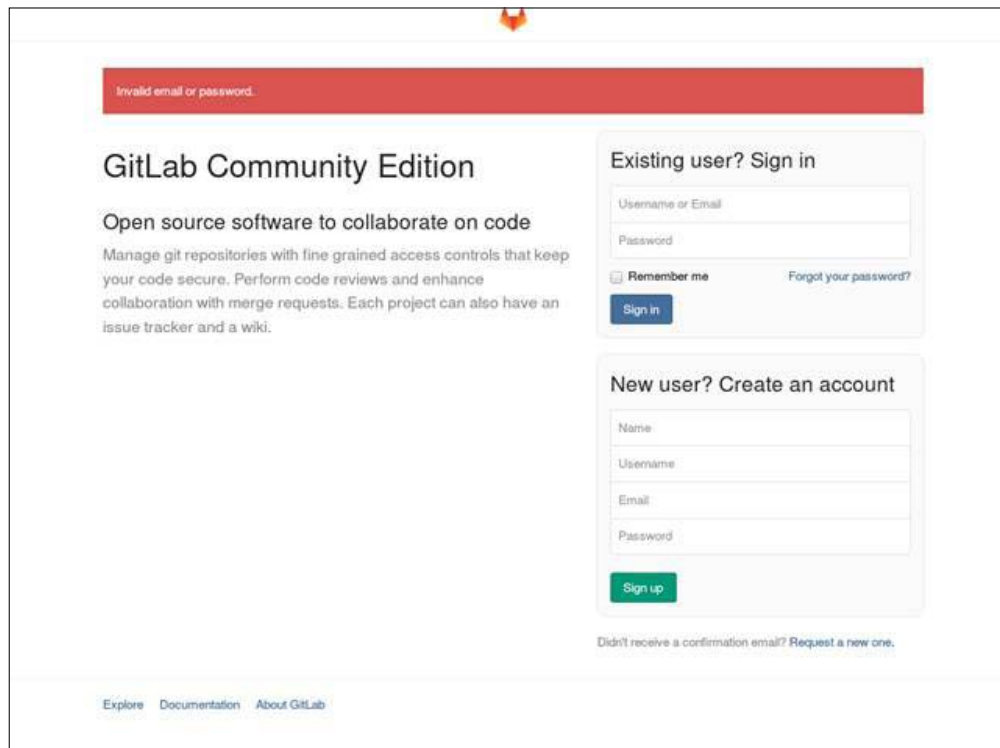 Invalid email or password.
GitLab Community Edition
Open source software to collaborate on code
Manage git repositories with fine grained access controls that keep
your code secure. Perform code reviews and enhance
collaboration with merge requests. Each project can also have an
issue tracker and a wiki.
Existing user? Sign in
Username or Email
Password
Remember me
Forgot your password?
Sign in
New user? Create an account
Name
Username
Email
Password
Sign up
Didn't receive a confirmation email? Request a new one.
Explore Documentation About GitLab